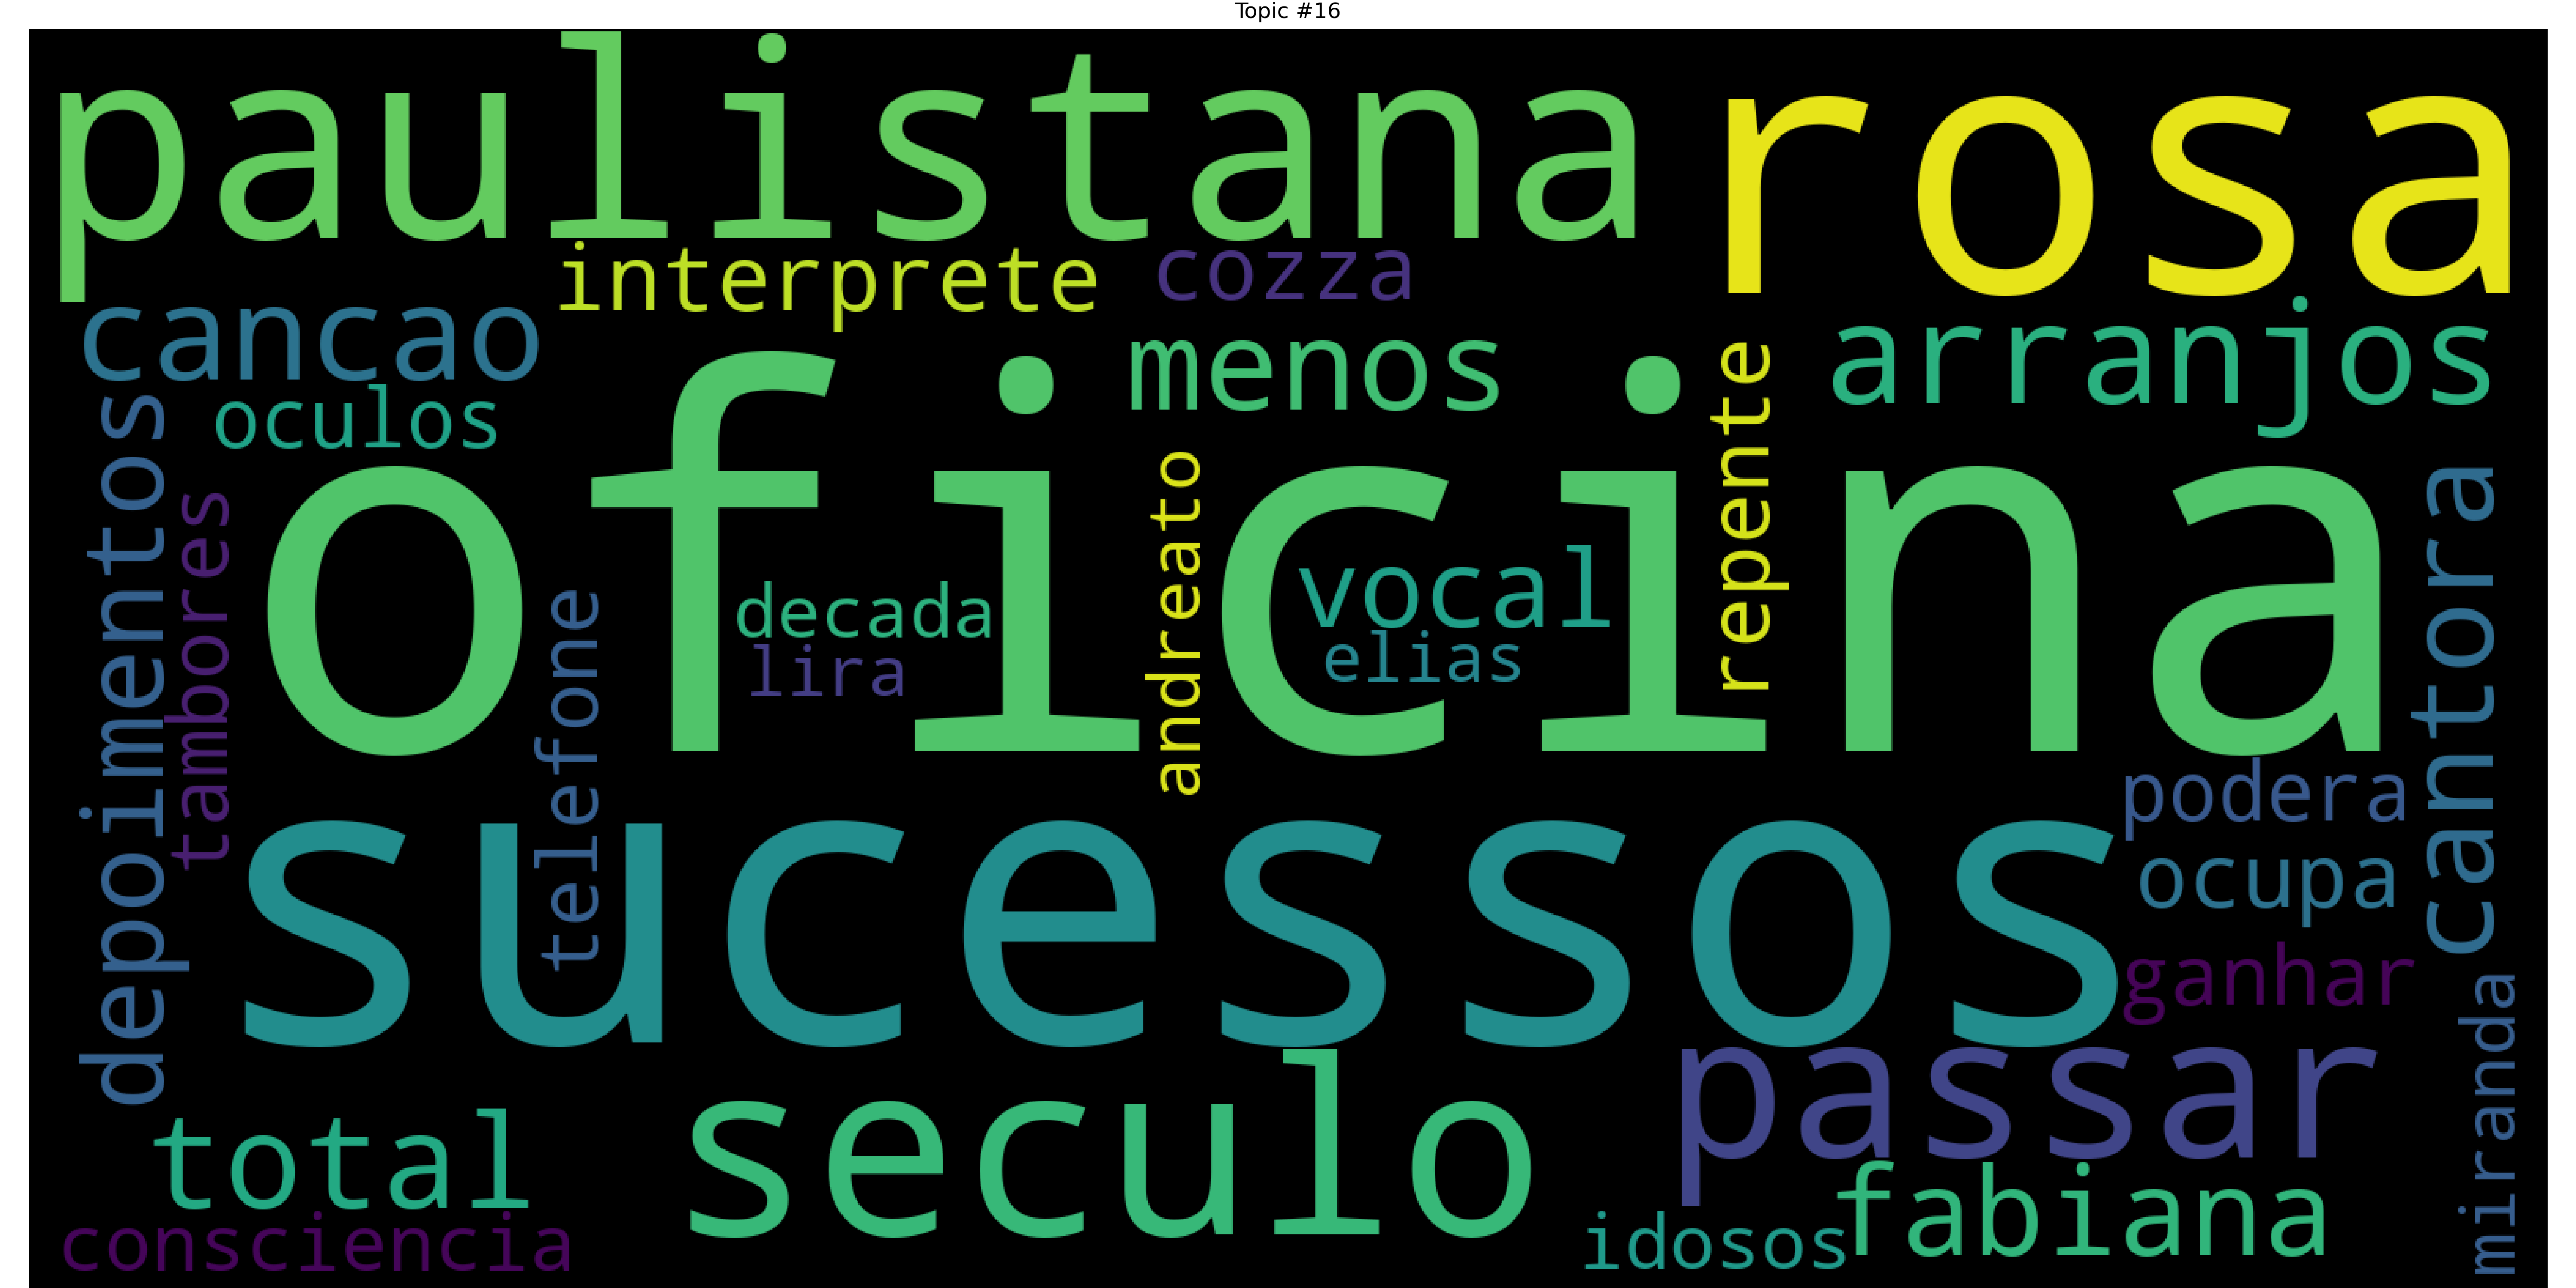 Topic #16
paulistana
rosa
interprete
cozza
cancao
menos
arranjos
oculos
repente
depoimentos
tambores
oficina
andreato
vocal
cantora
decada
elias
lira
telefone
podera
sucessos
ocupa
ganhar
miranda
passar
seculo
total
fabiana
consciencia
idosos